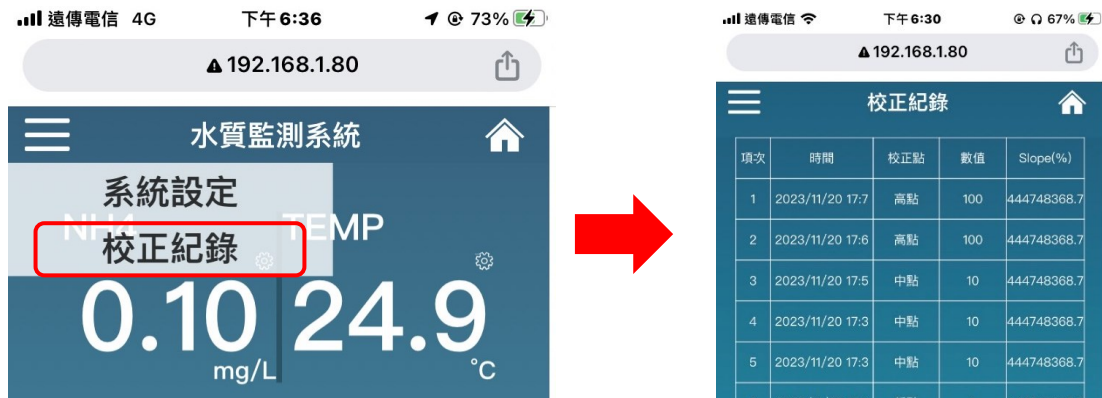 遠傳電信 4G 下午6:36 73%
192.168.1.80
水質監測系統
系統設定
校正紀錄
NH4 TEMP
0.10 24.9
mg/L °C
遠傳電信 下午6:30 67%
192.168.1.80
校正紀錄
項次 時間 校正點 數值 Slope(%)
1 2023/11/20 17:7 高點 100 444748368.7
2 2023/11/20 17:6 高點 100 444748368.7
3 2023/11/20 17:5 中點 10 444748368.7
4 2023/11/20 17:3 中點 10 444748368.7
5 2023/11/20 17:3 中點 10 444748368.7